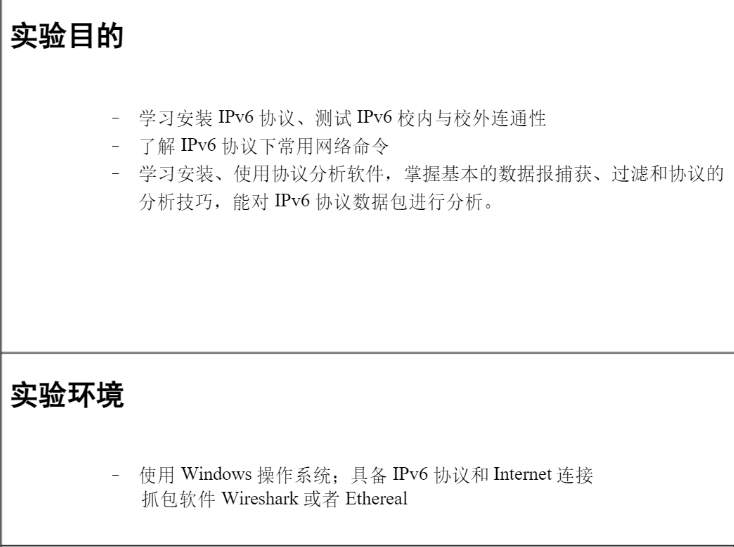 实验目的
- 学习安装 IPv6 协议、测试 IPv6 校内与校外连通性
- 了解 IPv6 协议下常用网络命令
- 学习安装、使用协议分析软件，掌握基本的数据报捕获、过滤和协议的
分析技巧，能对 IPv6 协议数据包进行分析。
实验环境
- 使用 Windows 操作系统；具备 IPv6 协议和 Internet 连接
抓包软件 Wireshark 或者 Ethereal